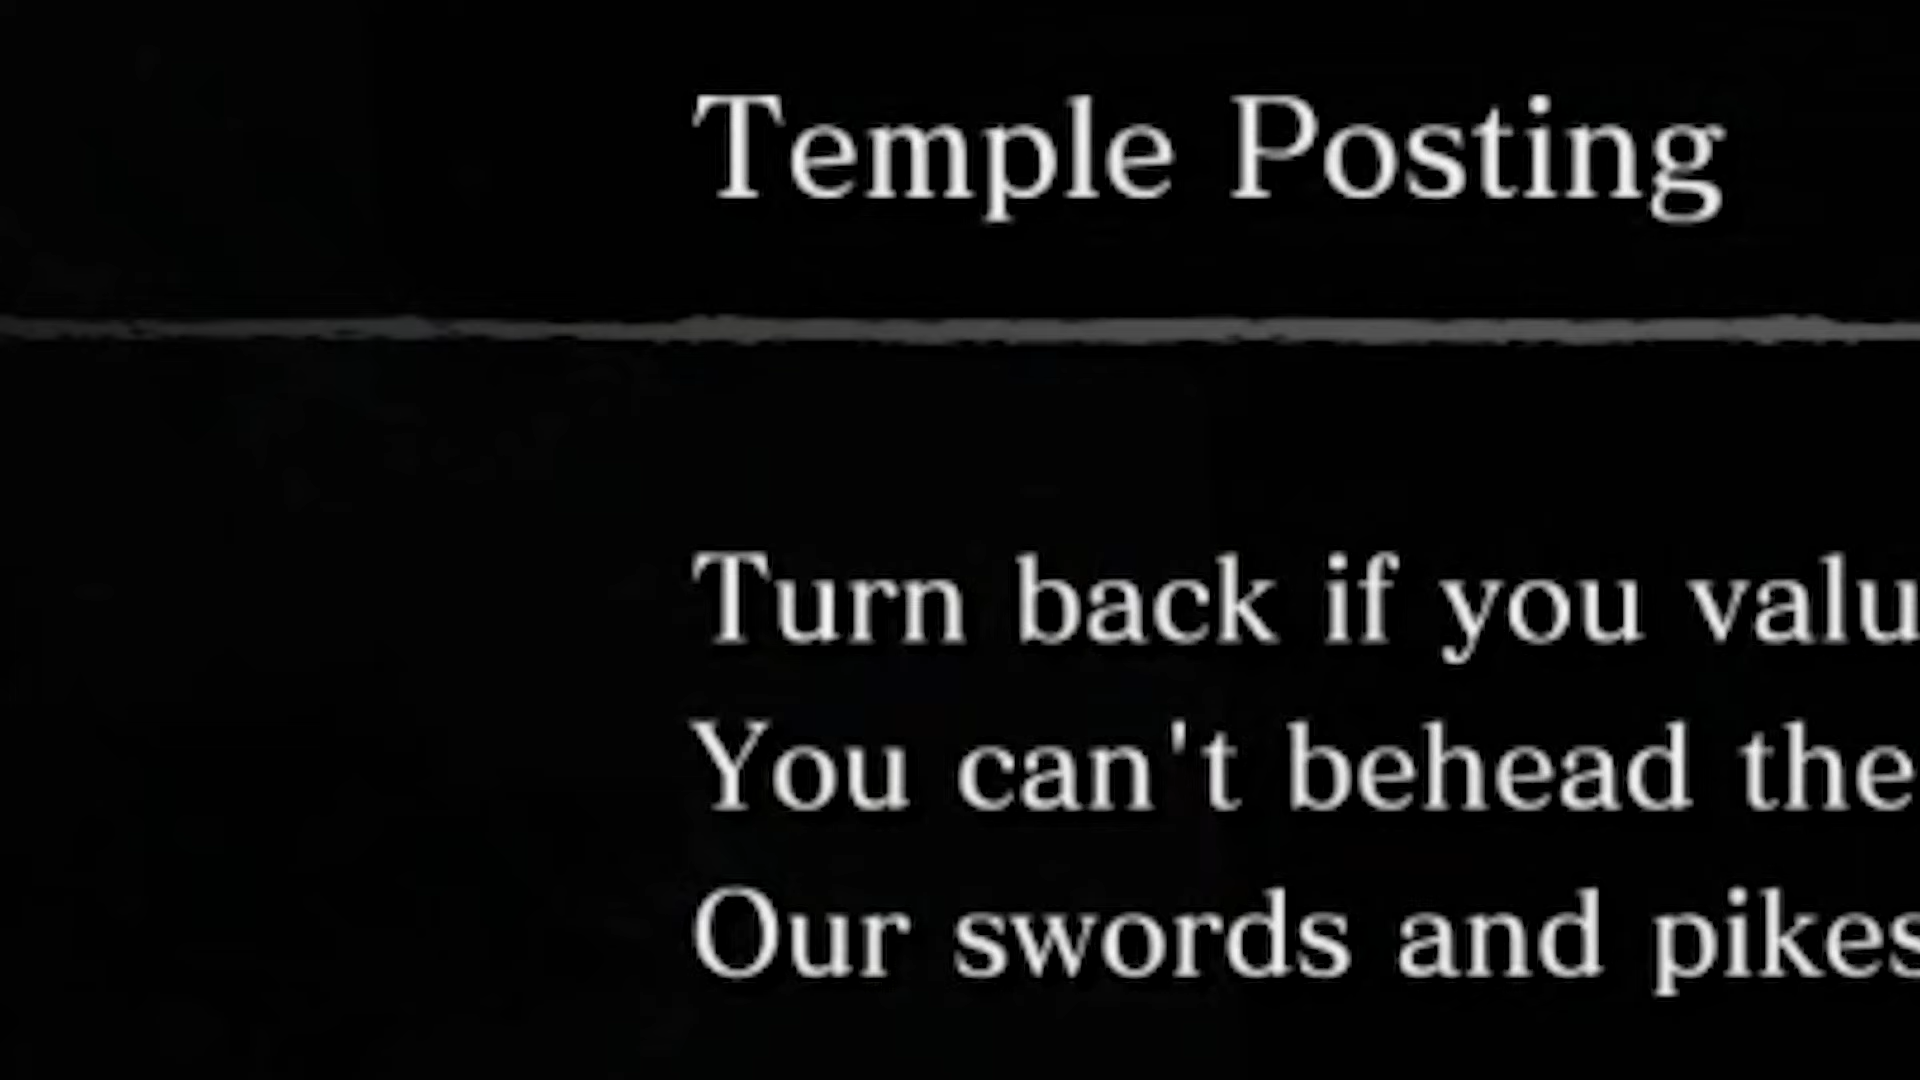 Temple Posting
Turn back if you valu
You can't behead the
Our swords and pikes